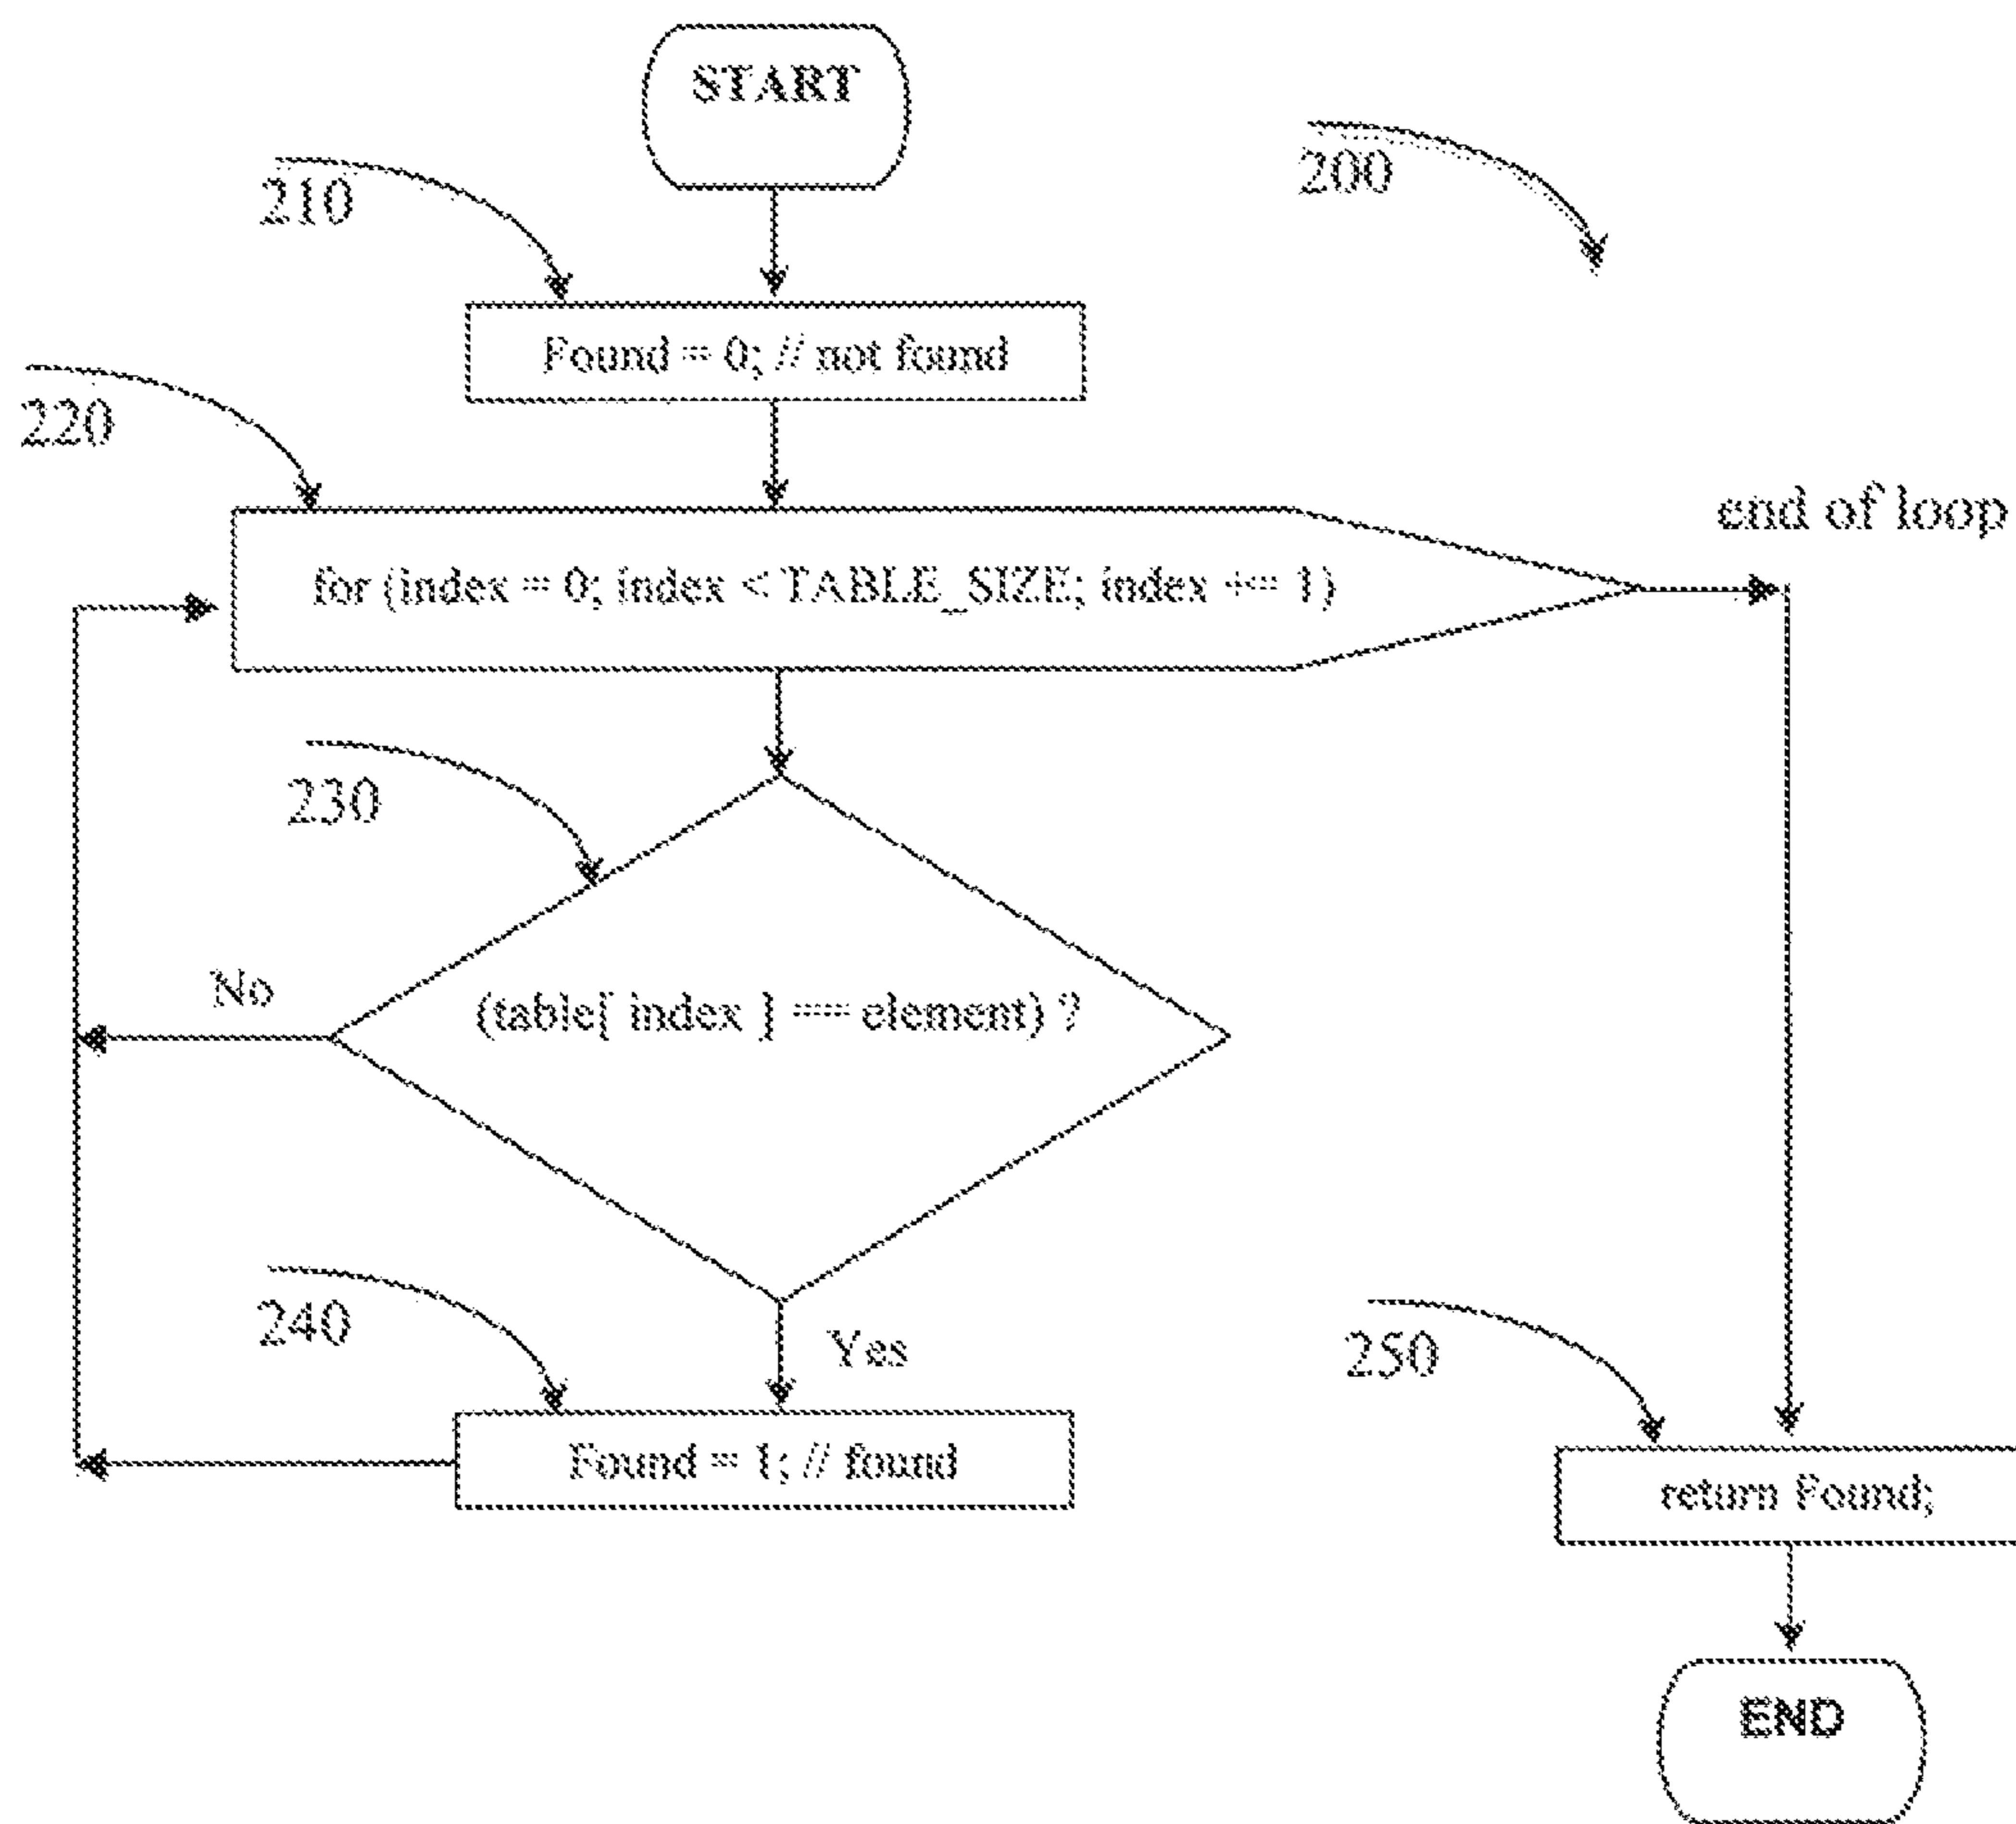 START
200
210
Found = 0; // not found
220
end of loop
for (index = 0; index < TABLE_SIZE; index += 1)
230
No
(table[ index ] == element) ?
240
Yes
250
Found = 1; // found
return Found;
END